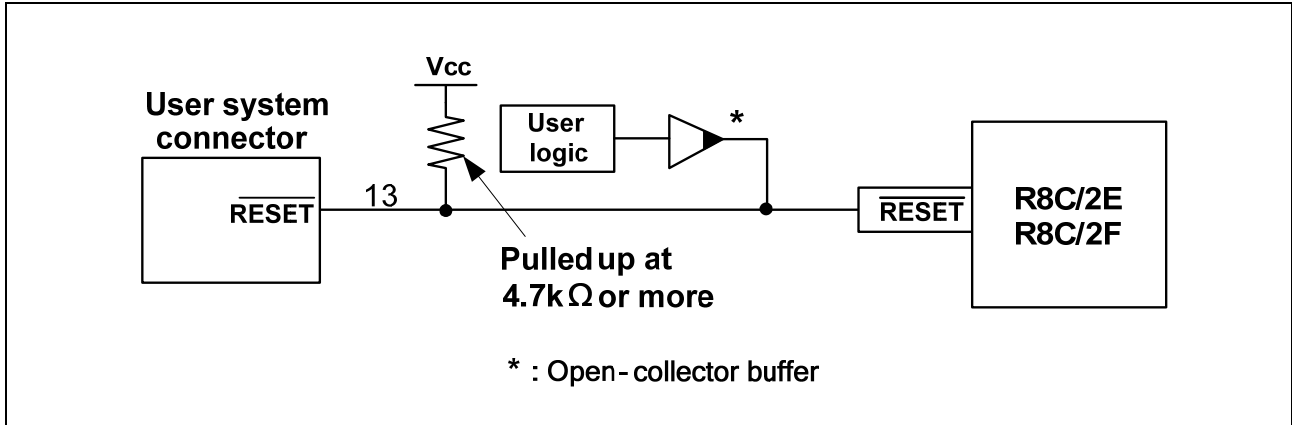 Vcc
User system
connector
User
logic
*
RESET
13
RESET
R8C/2E
R8C/2F
Pulled up at
4.7kΩ or more
* : Open-collector buffer